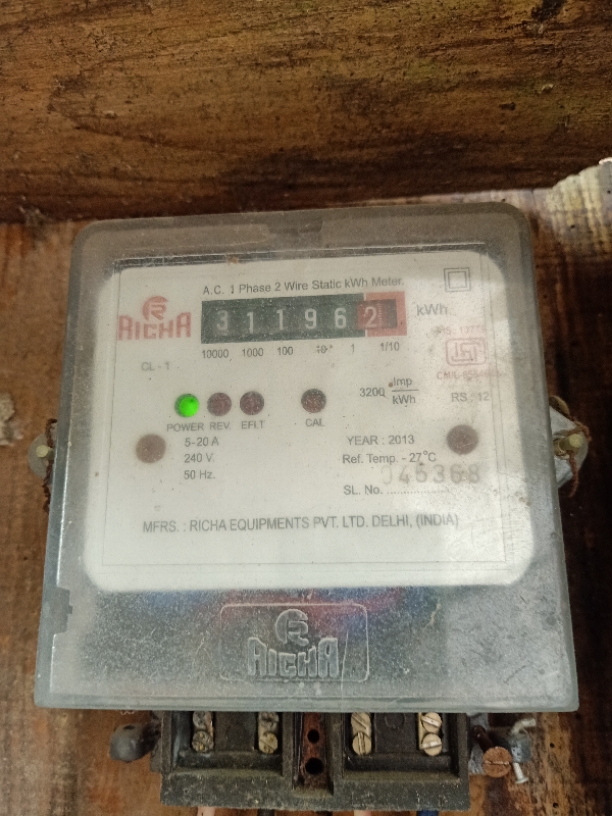 A.C. 1 Phase 2 Wire Static kWh Meter.
RICHA
311962 kWh
10000 1000 100 10 1 1/10
CL - 1
3200 Imp/kWh
RS : 12
POWER REV. EFLT CAL
5-20 A
240 V.
50 Hz.
YEAR : 2013
Ref. Temp. - 27°C
SL. No. ....................
MFRS. : RICHA EQUIPMENTS PVT. LTD. DELHI, (INDIA)
RICHA